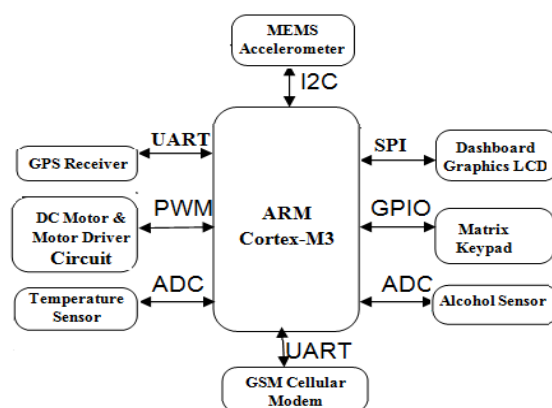 MEMS
Accelerometer
I2C
UART
GPS Receiver
SPI
Dashboard
Graphics LCD
ARM
Cortex-M3
PWM
DC Motor &
Motor Driver
Circuit
GPIO
Matrix
Keypad
ADC
Temperature
Sensor
ADC
Alcohol Sensor
UART
GSM Cellular
Modem